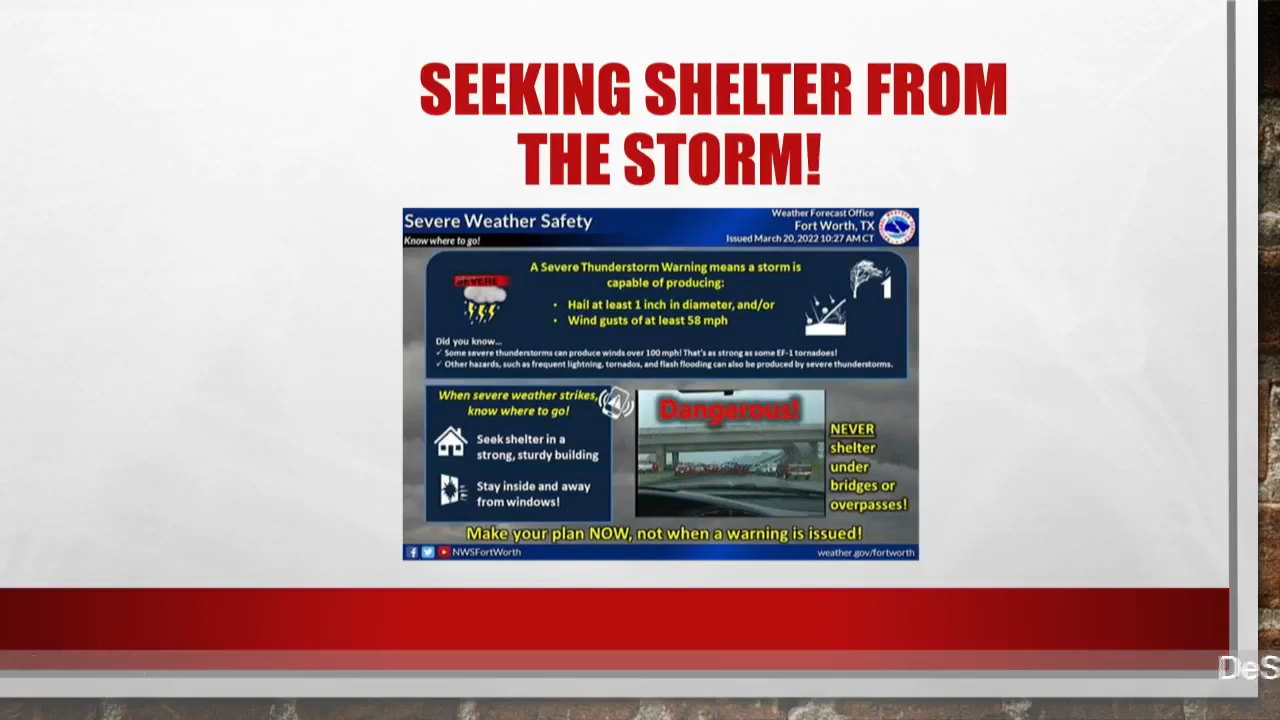 SEEKING SHELTER FROM
THE STORM!
Severe Weather Safety
Know where to go!
Weather Forecast Office
Fort Worth, TX
Issued March 20, 2022 10:27 AM CT
SEVERE
A Severe Thunderstorm Warning means a storm is
capable of producing:
• Hail at least 1 inch in diameter, and/or
• Wind gusts of at least 58 mph
1
Did you know...
✓ Some severe thunderstorms can produce winds over 100 mph! That's as strong as some EF-1 tornadoes!
✓ Other hazards, such as frequent lightning, tornados, and flash flooding can also be produced by severe thunderstorms.
When severe weather strikes,
know where to go!
Seek shelter in a
strong, sturdy building
Stay inside and away
from windows!
Dangerous!
NEVER
shelter
under
bridges or
overpasses!
Make your plan NOW, not when a warning is issued!
NWSFortWorth
weather.gov/fortworth
DeS